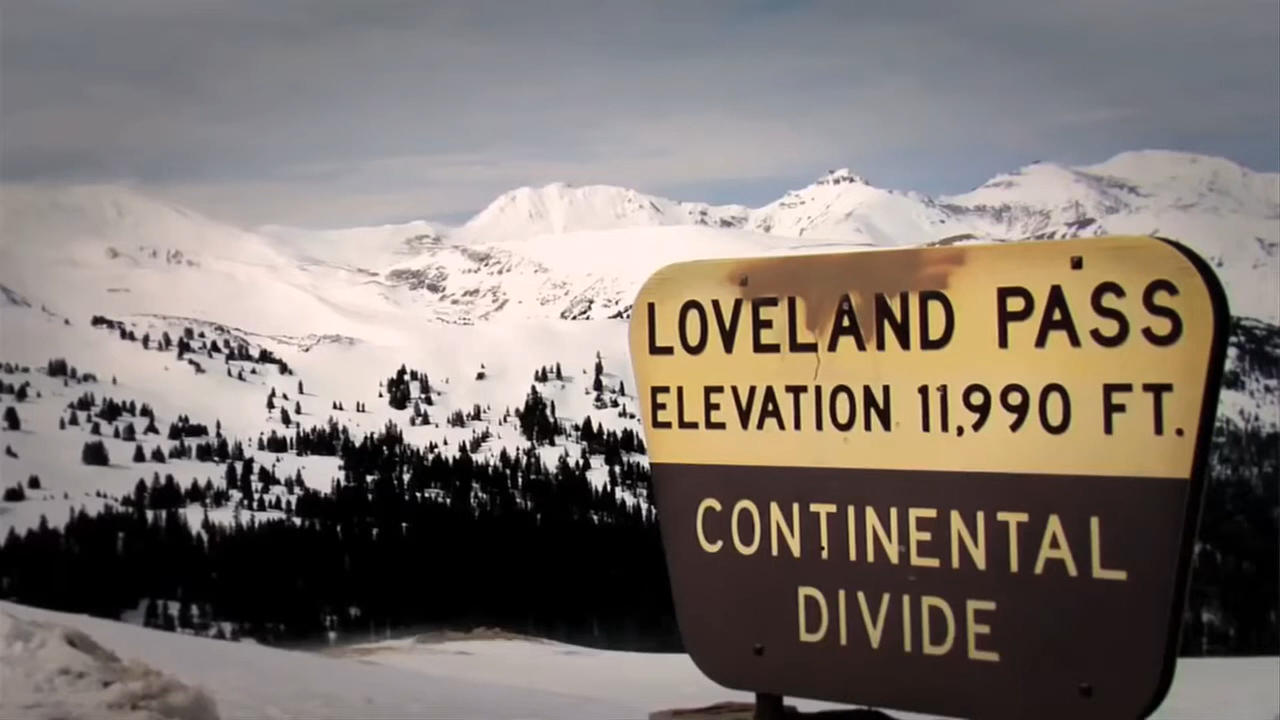 LOVELAND PASS
ELEVATION 11,990 FT.
CONTINENTAL
DIVIDE